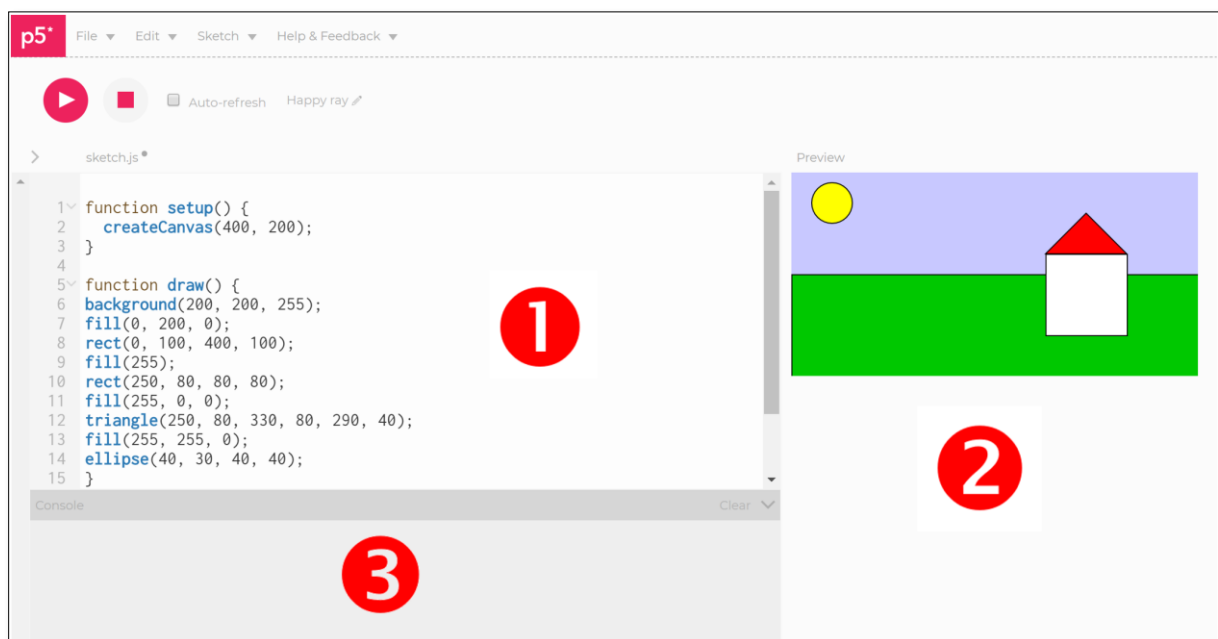 p5* File Edit Sketch Help & Feedback
Auto-refresh Happy ray
sketch.js
Preview
1 function setup() {
2 createCanvas(400, 200);
3 }
4
5 function draw() {
6 background(200, 200, 255);
7 fill(0, 200, 0);
8 rect(0, 100, 400, 100);
9 fill(255);
10 rect(250, 80, 80, 80);
11 fill(255, 0, 0);
12 triangle(250, 80, 330, 80, 290, 40);
13 fill(255, 255, 0);
14 ellipse(40, 30, 40, 40);
15 }
1
2
Console Clear
3